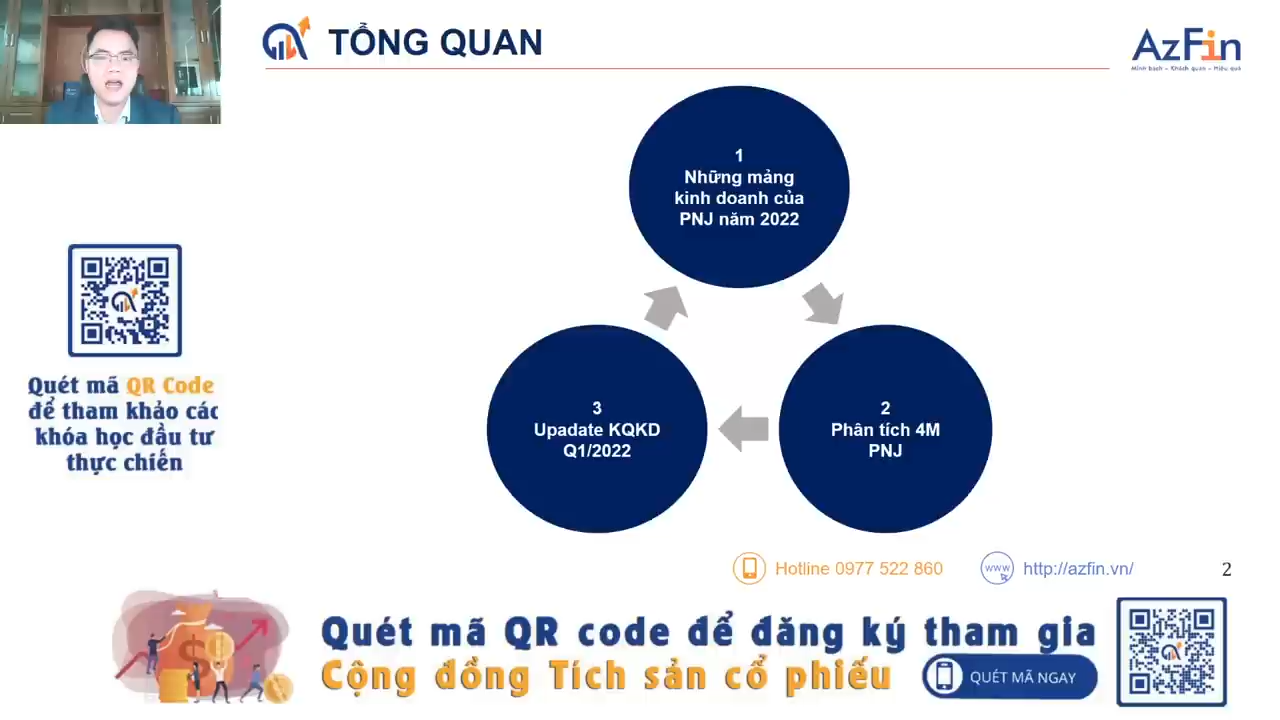 TỔNG QUAN
AzFin
Minh bạch – Khách quan – Hiệu quả
1
Những mảng
kinh doanh của
PNJ năm 2022
3
Upadate KQKD
Q1/2022
2
Phân tích 4M
PNJ
Quét mã QR Code
để tham khảo các
khóa học đầu tư
thực chiến
Hotline 0977 522 860
www
http://azfin.vn/
2
Quét mã QR code để đăng ký tham gia
Cộng đồng Tích sản cổ phiếu
QUÉT MÃ NGAY